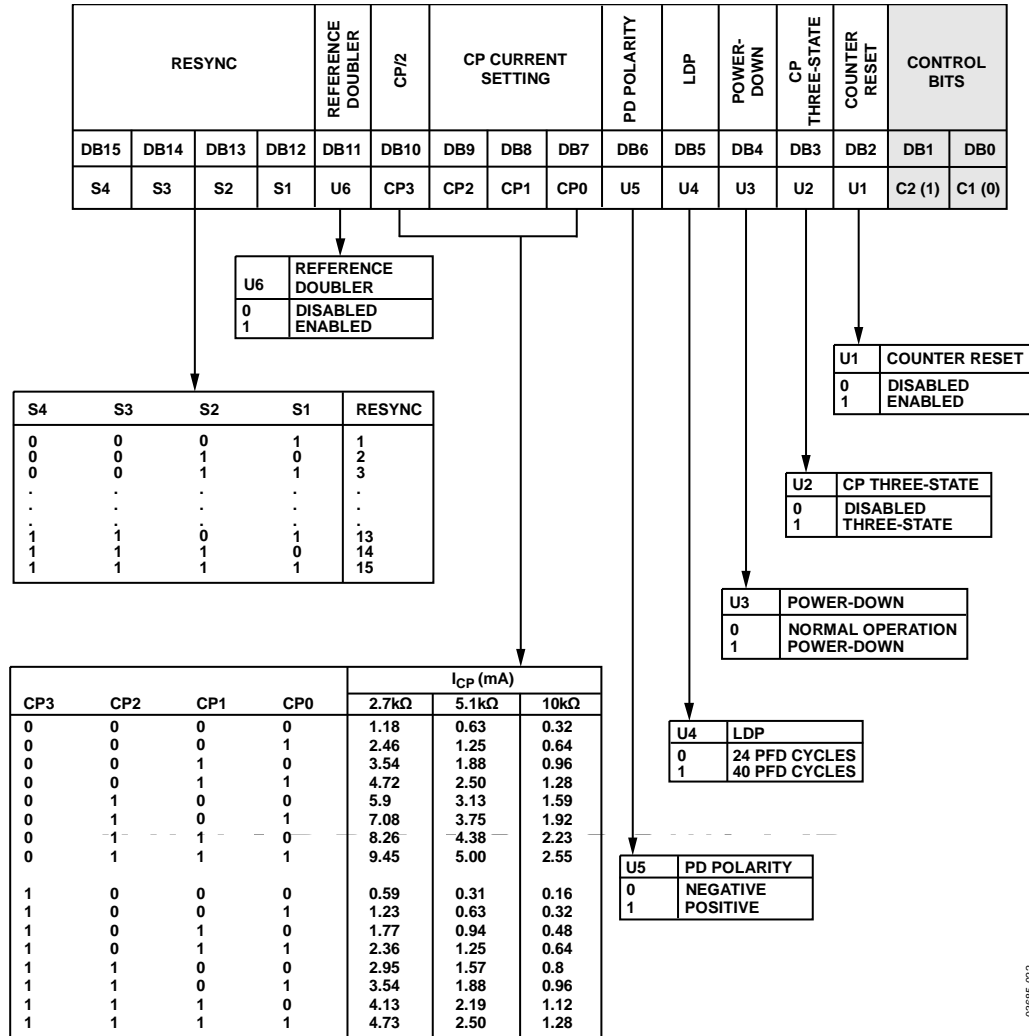 RESYNC
REFERENCE
DOUBLER
CP/2
CP CURRENT
SETTING
PD POLARITY
LDP
POWER-
DOWN
CP
THREE-STATE
COUNTER
RESET
CONTROL
BITS
DB15 DB14 DB13 DB12 DB11 DB10 DB9 DB8 DB7 DB6 DB5 DB4 DB3 DB2 DB1 DB0
S4 S3 S2 S1 U6 CP3 CP2 CP1 CP0 U5 U4 U3 U2 U1 C2 (1) C1 (0)
U6 REFERENCE
DOUBLER
0 DISABLED
1 ENABLED
U1 COUNTER RESET
0 DISABLED
1 ENABLED
S4 S3 S2 S1 RESYNC
0 0 0 1 1
0 0 1 0 2
0 0 1 1 3
. . . . .
. . . . .
. . . . .
1 1 0 1 13
1 1 1 0 14
1 1 1 1 15
U2 CP THREE-STATE
0 DISABLED
1 THREE-STATE
U3 POWER-DOWN
0 NORMAL OPERATION
1 POWER-DOWN
ICP (mA)
CP3 CP2 CP1 CP0 2.7kΩ 5.1kΩ 10kΩ
0 0 0 0 1.18 0.63 0.32
0 0 0 1 2.46 1.25 0.64
0 0 1 0 3.54 1.88 0.96
0 0 1 1 4.72 2.50 1.28
0 1 0 0 5.9 3.13 1.59
0 1 0 1 7.08 3.75 1.92
0 1 1 0 8.26 4.38 2.23
0 1 1 1 9.45 5.00 2.55
1 0 0 0 0.59 0.31 0.16
1 0 0 1 1.23 0.63 0.32
1 0 1 0 1.77 0.94 0.48
1 0 1 1 2.36 1.25 0.64
1 1 0 0 2.95 1.57 0.8
1 1 0 1 3.54 1.88 0.96
1 1 1 0 4.13 2.19 1.12
1 1 1 1 4.73 2.50 1.28
U4 LDP
0 24 PFD CYCLES
1 40 PFD CYCLES
U5 PD POLARITY
0 NEGATIVE
1 POSITIVE